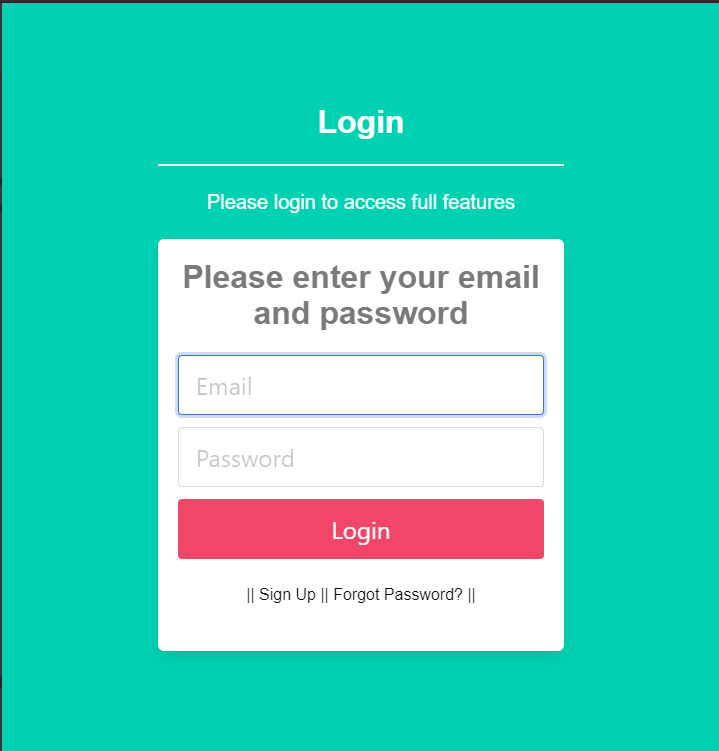 Login
Please login to access full features
Please enter your email
and password
Email
Password
Login
|| Sign Up || Forgot Password? ||